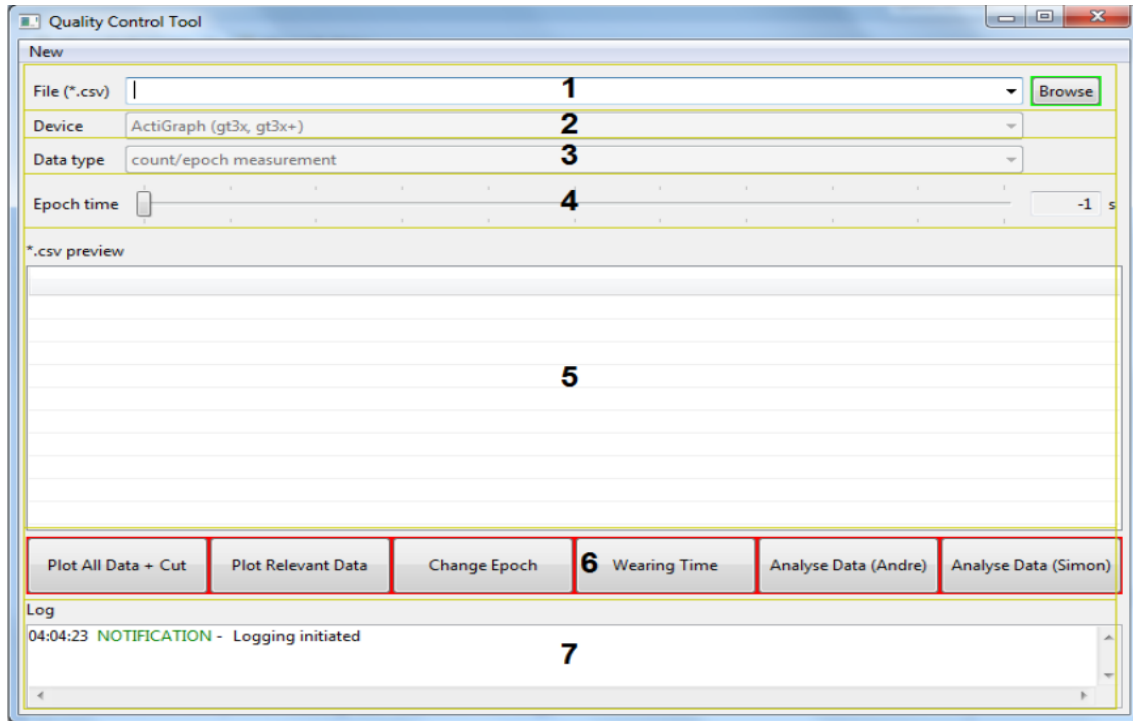 Quality Control Tool
New
File (*.csv) 1 Browse
Device ActiGraph (gt3x, gt3x+) 2
Data type count/epoch measurement 3
Epoch time 4 -1 s
*.csv preview
5
Plot All Data + Cut Plot Relevant Data Change Epoch 6 Wearing Time Analyse Data (Andre) Analyse Data (Simon)
Log
04:04:23 NOTIFICATION - Logging initiated
7